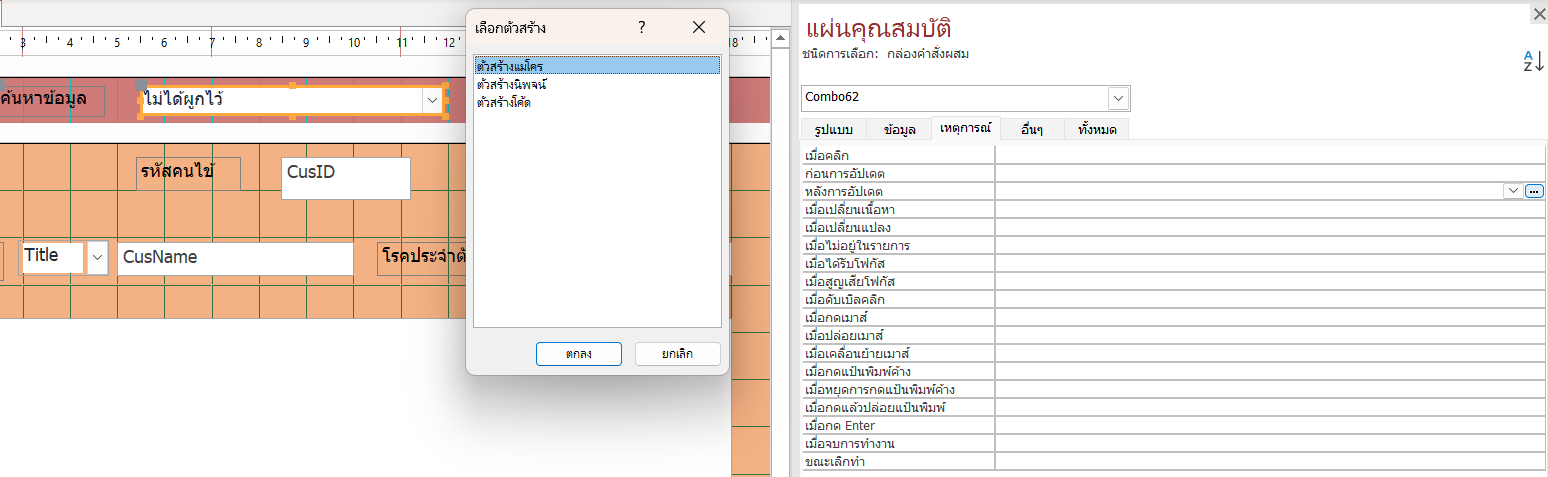 3 4 5 6 7 8 9 10 11 12 18
ค้นหาข้อมูล
ไม่ได้ผูกไว้
รหัสคนไข้
CusID
Title
CusName
โรคประจำตั
เลือกตัวสร้าง
?
ตัวสร้างแมโคร
ตัวสร้างนิพจน์
ตัวสร้างโค้ด
ตกลง
ยกเลิก
แผ่นคุณสมบัติ
ชนิดการเลือก: กล่องคำสั่งผสม
A
Z
Combo62
รูปแบบ ข้อมูล เหตุการณ์ อื่นๆ ทั้งหมด
เมื่อคลิก
ก่อนการอัปเดต
หลังการอัปเดต
...
เมื่อเปลี่ยนเนื้อหา
เมื่อเปลี่ยนแปลง
เมื่อไม่อยู่ในรายการ
เมื่อได้รับโฟกัส
เมื่อสูญเสียโฟกัส
เมื่อดับเบิลคลิก
เมื่อกดเมาส์
เมื่อปล่อยเมาส์
เมื่อเคลื่อนย้ายเมาส์
เมื่อกดแป้นพิมพ์ค้าง
เมื่อหยุดการกดแป้นพิมพ์ค้าง
เมื่อกดแล้วปล่อยแป้นพิมพ์
เมื่อกด Enter
เมื่อจบการทำงาน
ขณะเลิกทำ